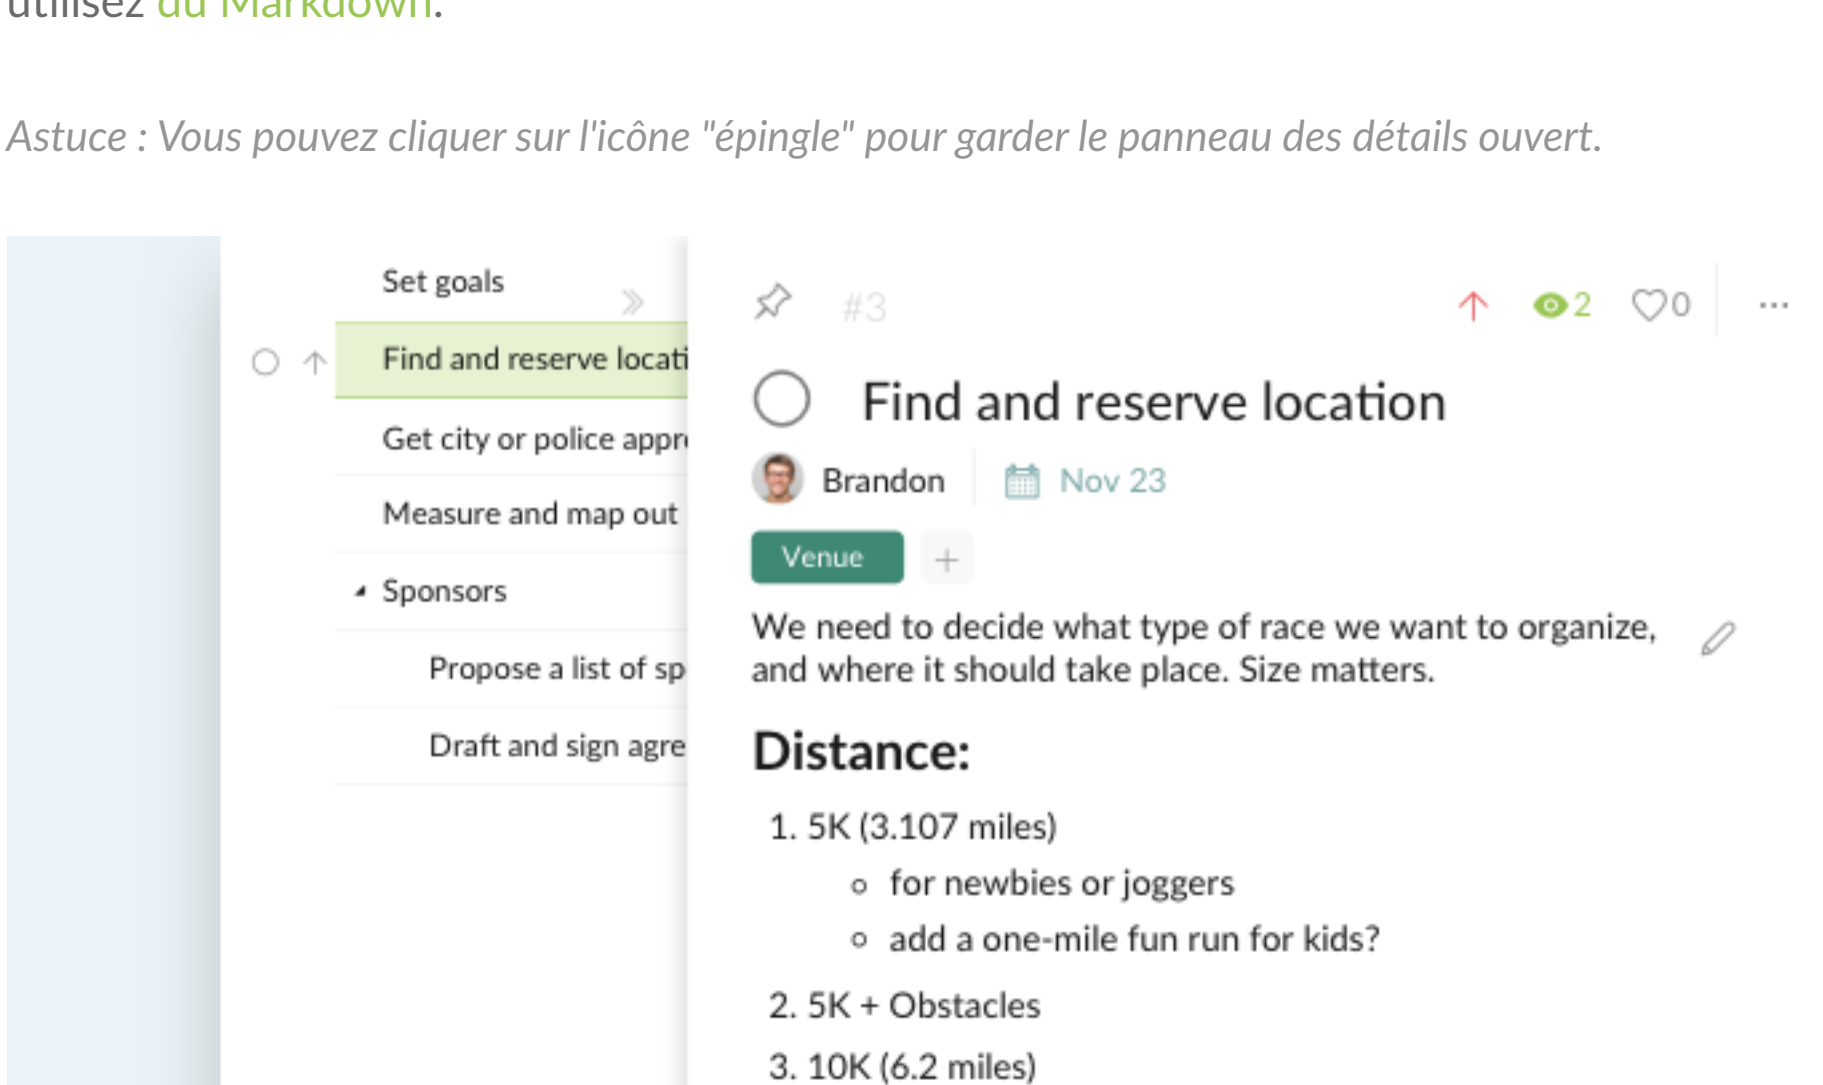 utilisez du Markdown.
Astuce : Vous pouvez cliquer sur l'icône "épingle" pour garder le panneau des détails ouvert.
Set goals
Find and reserve locati
Get city or police appr
Measure and map out
Sponsors
Propose a list of sp
Draft and sign agre
#3
2
0
...
Find and reserve location
Brandon
Nov 23
Venue
+
We need to decide what type of race we want to organize,
and where it should take place. Size matters.
Distance:
1. 5K (3.107 miles)
for newbies or joggers
add a one-mile fun run for kids?
2. 5K + Obstacles
3. 10K (6.2 miles)